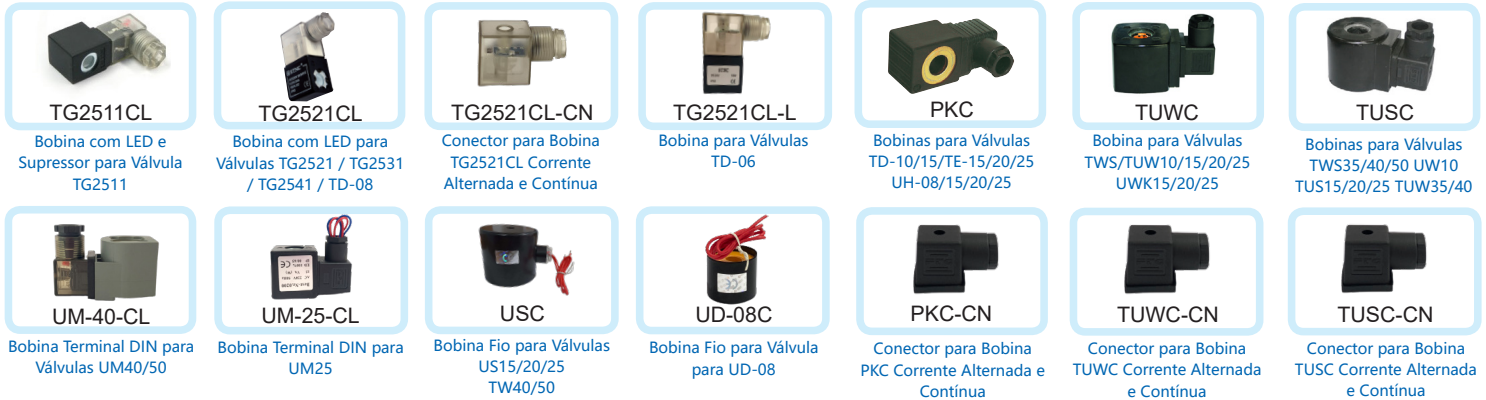 TG2511CL
Bobina com LED e
Supressor para Válvula
TG2511
TG2521CL
Bobina com LED para
Válvulas TG2521 / TG2531
/ TG2541 / TD-08
TG2521CL-CN
Conector para Bobina
TG2521CL Corrente
Alternada e Contínua
TG2521CL-L
Bobina para Válvulas
TD-06
PKC
Bobinas para Válvulas
TD-10/15/TE-15/20/25
UH-08/15/20/25
TUWC
Bobina para Válvulas
TWS/TUW10/15/20/25
UWK15/20/25
TUSC
Bobinas para Válvulas
TWS35/40/50 UW10
TUS15/20/25 TUW35/40
UM-40-CL
Bobina Terminal DIN para
Válvulas UM40/50
UM-25-CL
Bobina Terminal DIN para
UM25
USC
Bobina Fio para Válvulas
US15/20/25
TW40/50
UD-08C
Bobina Fio para Válvula
para UD-08
PKC-CN
Conector para Bobina
PKC Corrente Alternada e
Contínua
TUWC-CN
Conector para Bobina
TUWC Corrente Alternada
e Contínua
TUSC-CN
Conector para Bobina
TUSC Corrente Alternada
e Contínua